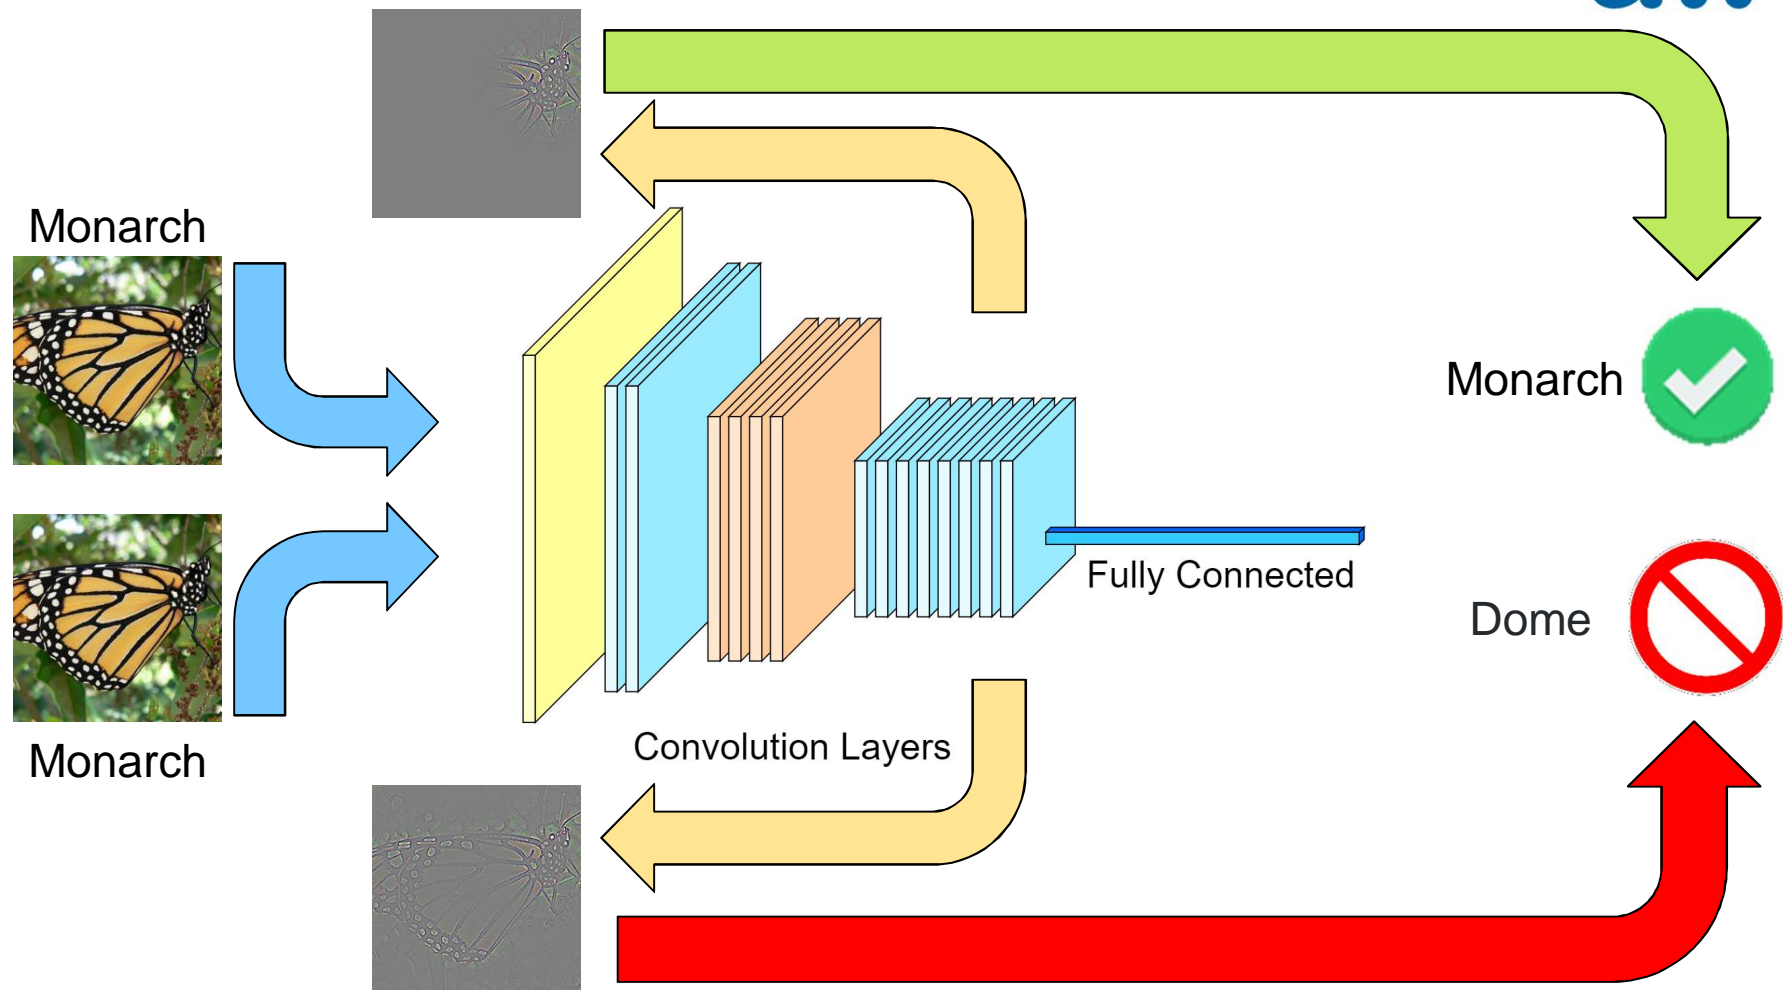 Monarch
Monarch
Fully Connected
Dome
Convolution Layers
Monarch